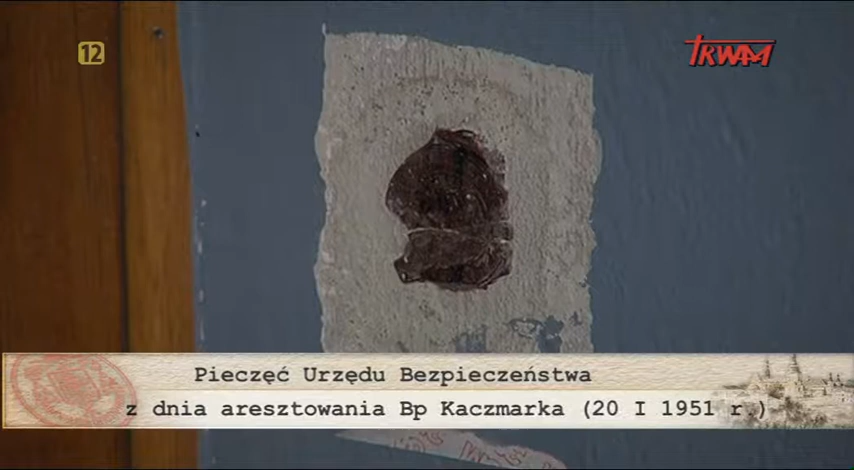 12
TRWAM
Pieczęć Urzędu Bezpieczeństwa
z dnia aresztowania Bp Kaczmarka (20 I 1951 r.)